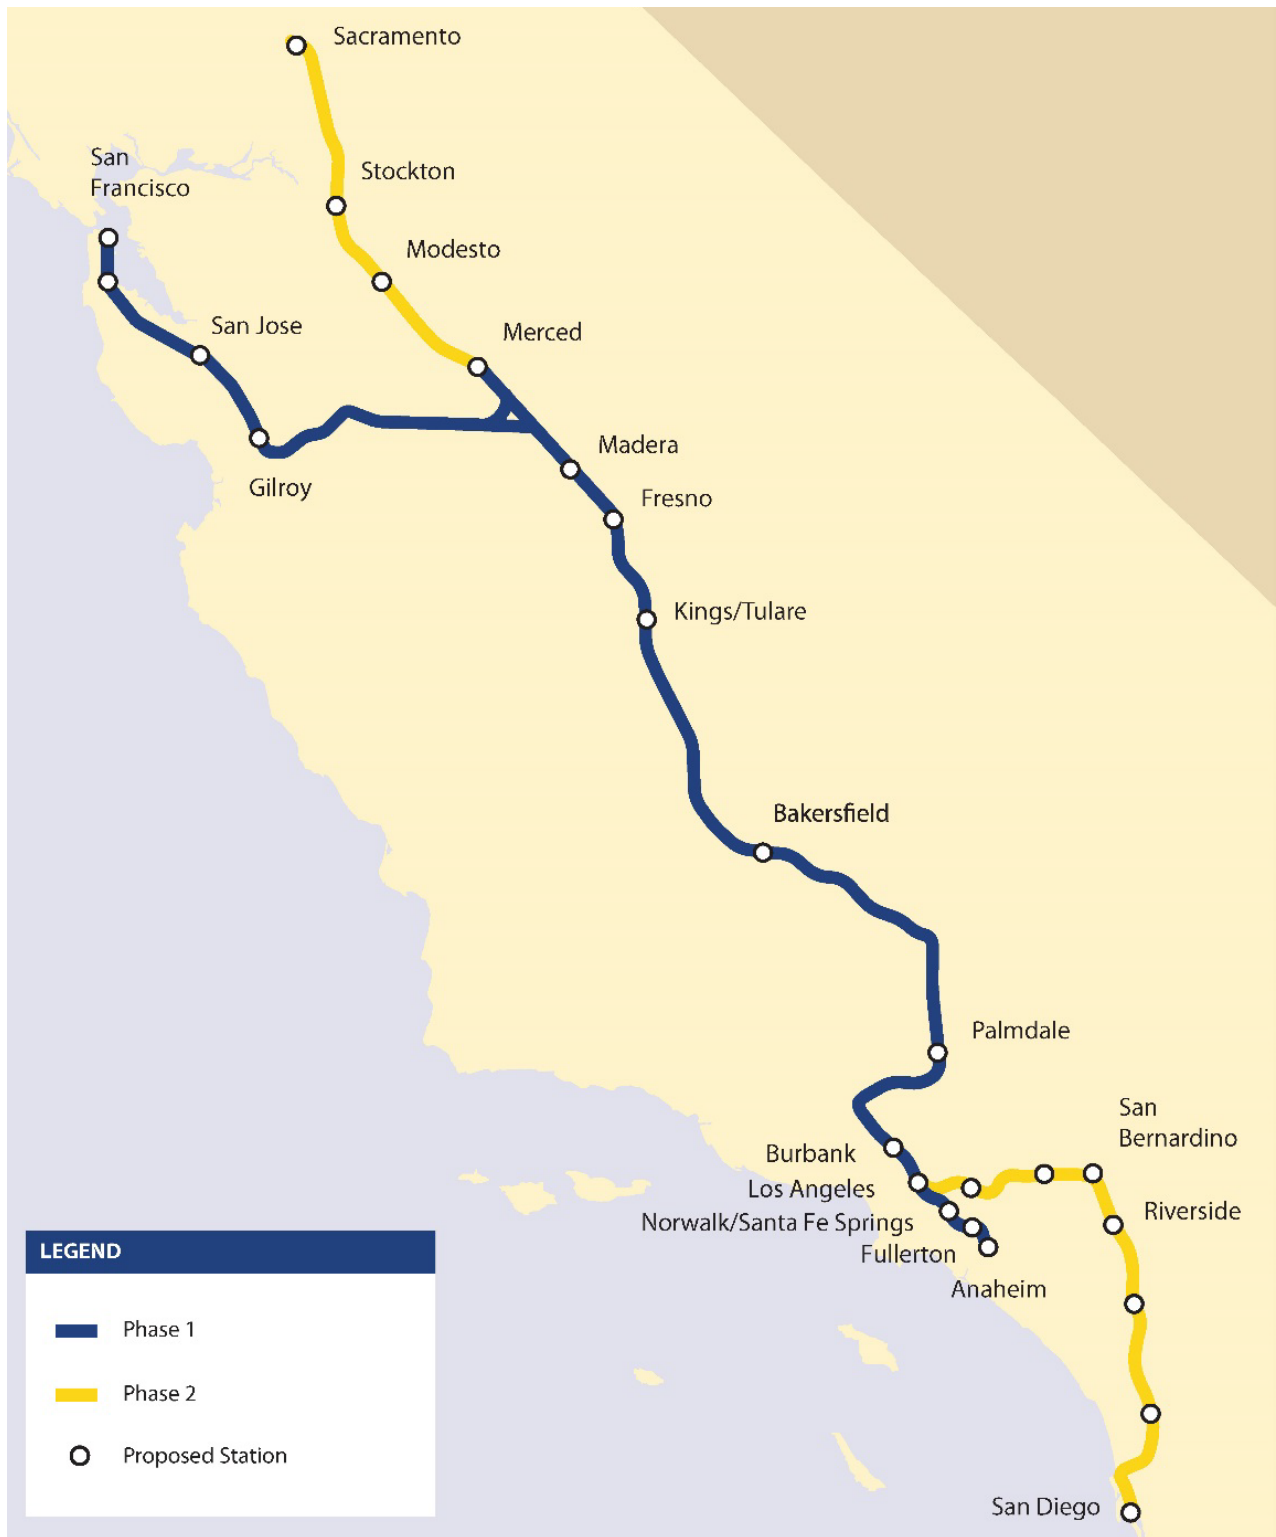 Sacramento
San
Francisco
Stockton
Modesto
San Jose
Merced
Madera
Gilroy
Fresno
Kings/Tulare
Bakersfield
Palmdale
San
Bernardino
Burbank
Los Angeles
Riverside
Norwalk/Santa Fe Springs
Fullerton
Anaheim
San Diego
LEGEND
Phase 1
Phase 2
Proposed Station